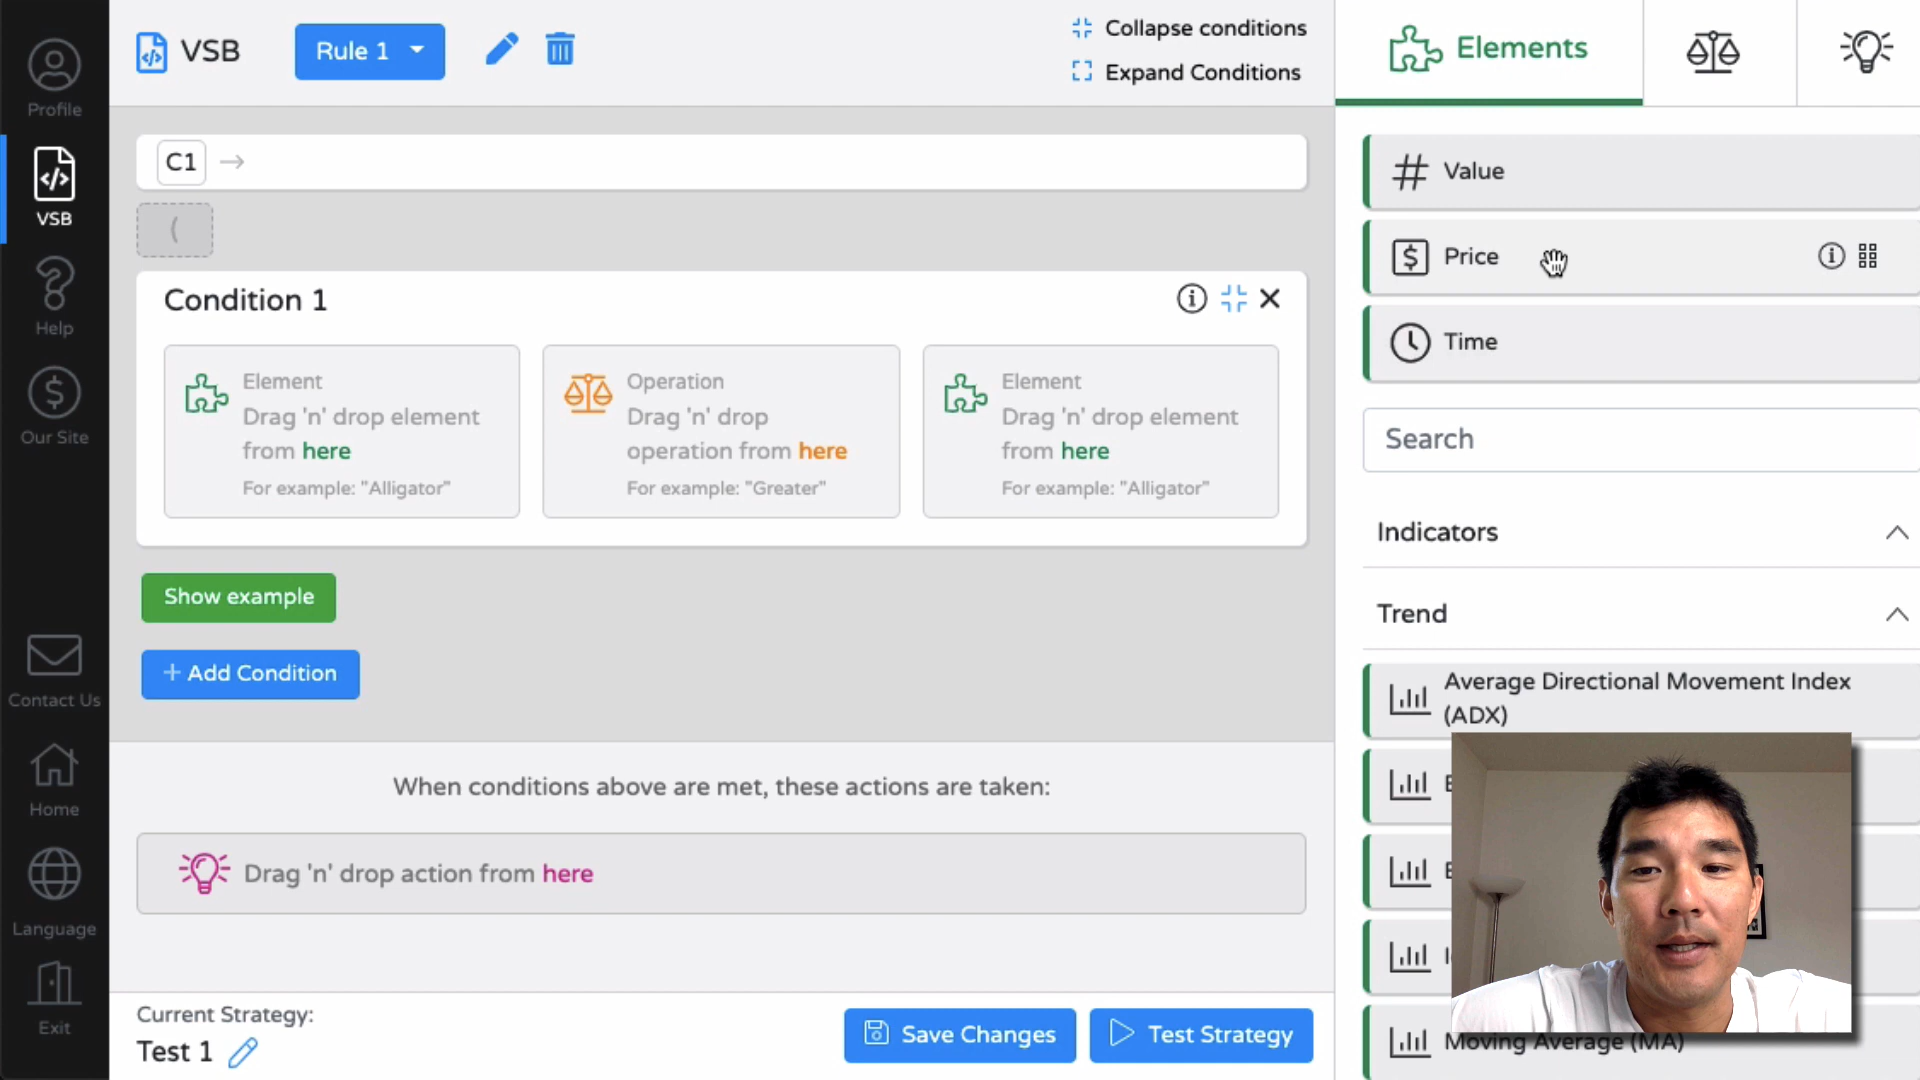 Profile
VSB
Help
Our Site
Contact Us
Home
Language
Exit
VSB
Rule 1
Collapse conditions
Expand Conditions
C1 →
(
Condition 1
Element
Drag 'n' drop element
from here
For example: "Alligator"
Operation
Drag 'n' drop
operation from here
For example: "Greater"
Element
Drag 'n' drop element
from here
For example: "Alligator"
Show example
+ Add Condition
When conditions above are met, these actions are taken:
Drag 'n' drop action from here
Current Strategy:
Test 1
Save Changes
Test Strategy
Elements
Value
Price
Time
Search
Indicators
Trend
Average Directional Movement Index
(ADX)
Moving Average (MA)